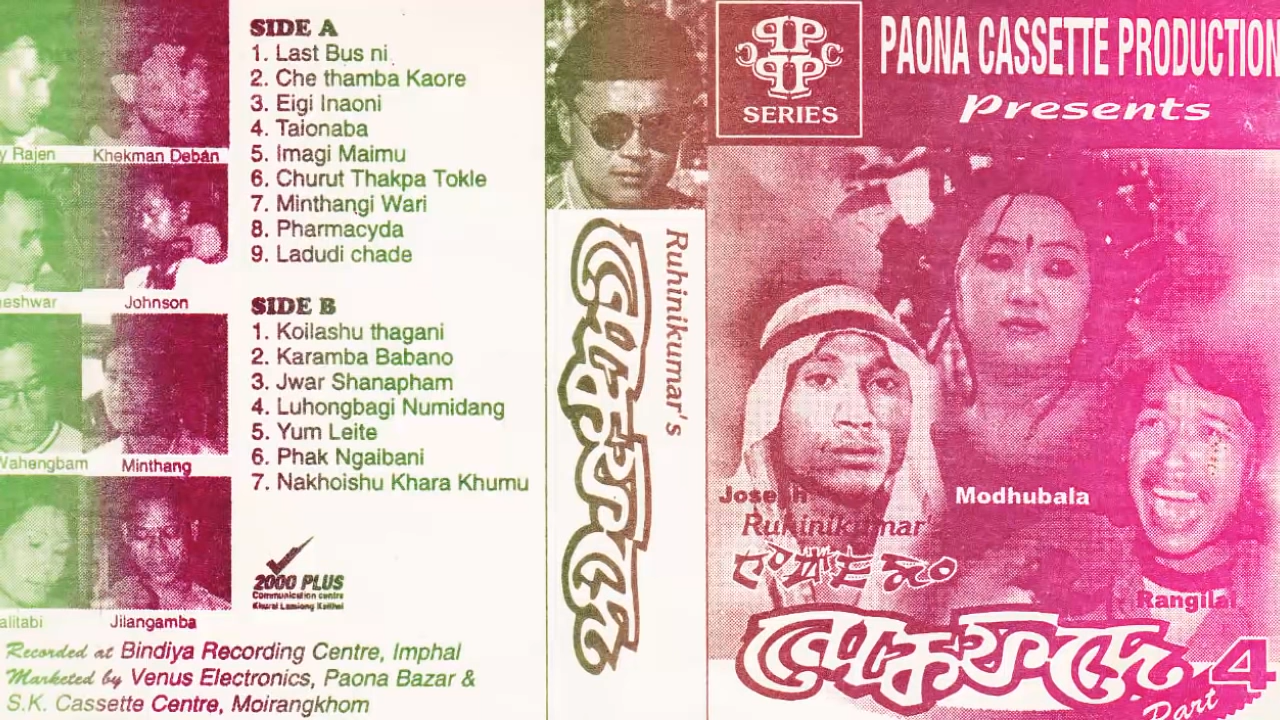 y Rajen
Khekman Deban
neshwar
Johnson
Wahengbam
Minthang
alitabi
Jilangamba
SIDE A
1. Last Bus ni
2. Che thamba Kaore
3. Eigi Inaoni
4. Taionaba
5. Imagi Maimu
6. Churut Thakpa Tokle
7. Minthangi Wari
8. Pharmacyda
9. Ladudi chade
SIDE B
1. Koilashu thagani
2. Karamba Babano
3. Jwar Shanapham
4. Luhongbagi Numidang
5. Yum Leite
6. Phak Ngaibani
7. Nakhoishu Khara Khumu
2000 PLUS
Communication centre
Recorded at Bindiya Recording Centre, Imphal
Marketed by Venus Electronics, Paona Bazar &
S.K. Cassette Centre, Moirangkhom
Ruhinikumar's
SERIES
PAONA CASSETTE PRODUCTION
Presents
Modhubala
Ruhinikumar'
Rangilal
Part 4